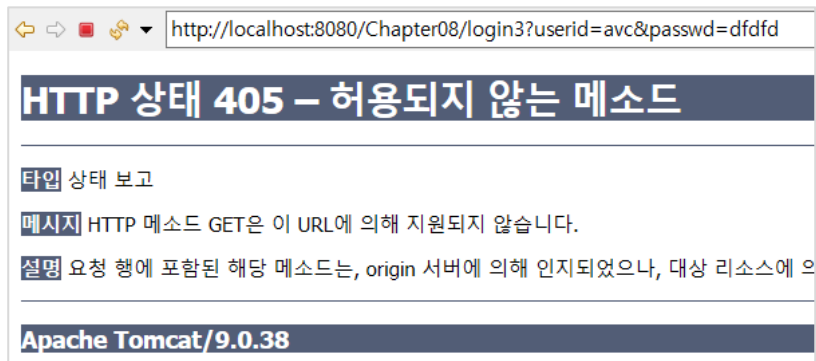 http://localhost:8080/Chapter08/login3?userid=avc&passwd=dfdfd
HTTP 상태 405 – 허용되지 않는 메소드
타입 상태 보고
메시지 HTTP 메소드 GET은 이 URL에 의해 지원되지 않습니다.
설명 요청 행에 포함된 해당 메소드는, origin 서버에 의해 인지되었으나, 대상 리소스에 의
Apache Tomcat/9.0.38